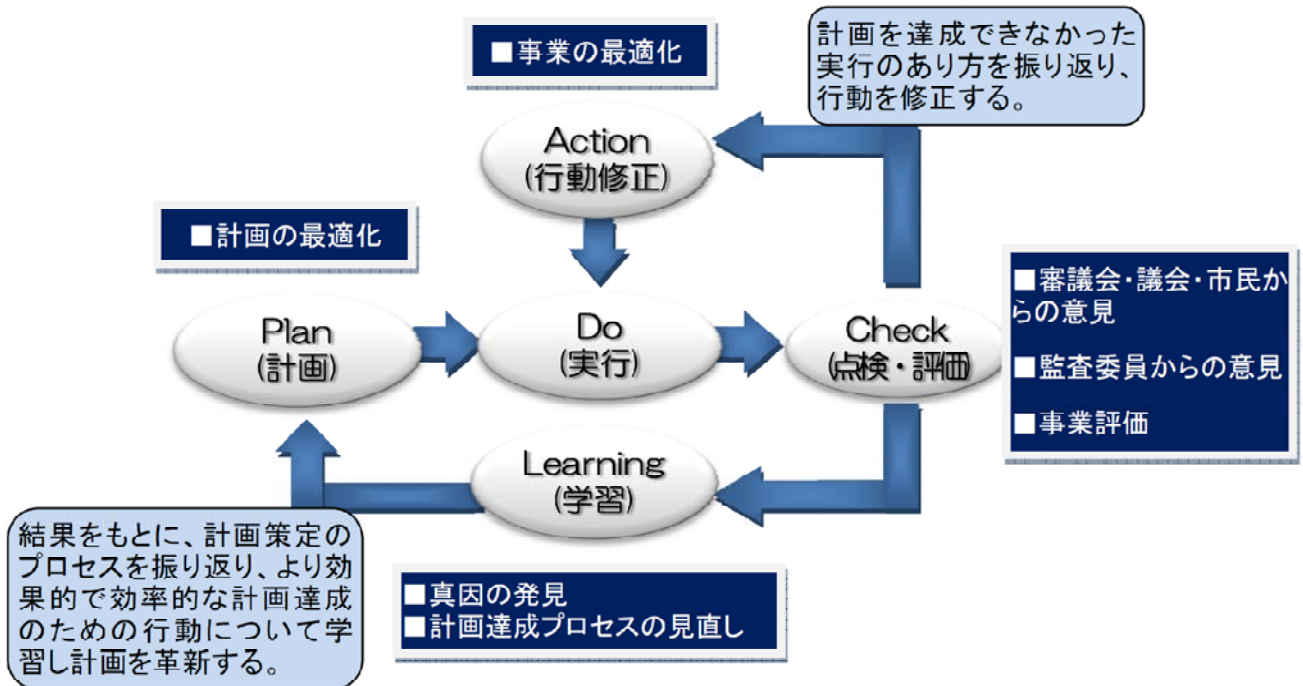 ■事業の最適化
計画を達成できなかった
実行のあり方を振り返り、
行動を修正する。
Action
(行動修正)
■計画の最適化
Plan
(計画)
Do
(実行)
Check
(点検・評価)
■審議会・議会・市民か
らの意見
■監査委員からの意見
■事業評価
Learning
(学習)
結果をもとに、計画策定の
プロセスを振り返り、より効
果的で効率的な計画達成
のための行動について学
習し計画を革新する。
■真因の発見
■計画達成プロセスの見直し